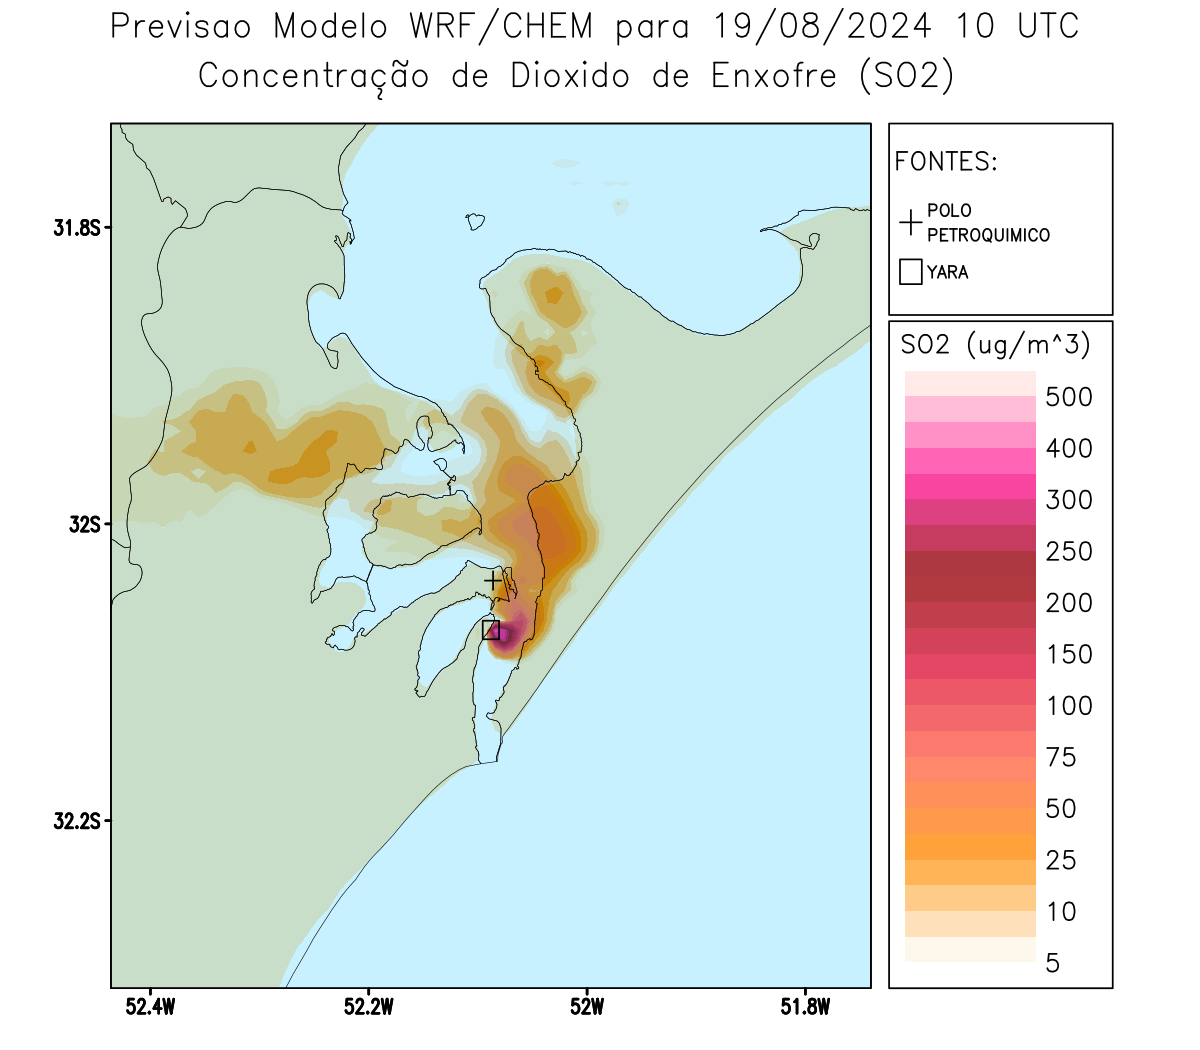 Previsao Modelo WRF/CHEM para 19/08/2024 10 UTC
Concentração de Dioxido de Enxofre (SO2)
FONTES:
POLO
PETROQUIMICO
YARA
SO2 (ug/m^3)
500
400
300
250
200
150
100
75
50
25
10
5
31.8S
32S
32.2S
52.4W
52.2W
52W
51.8W